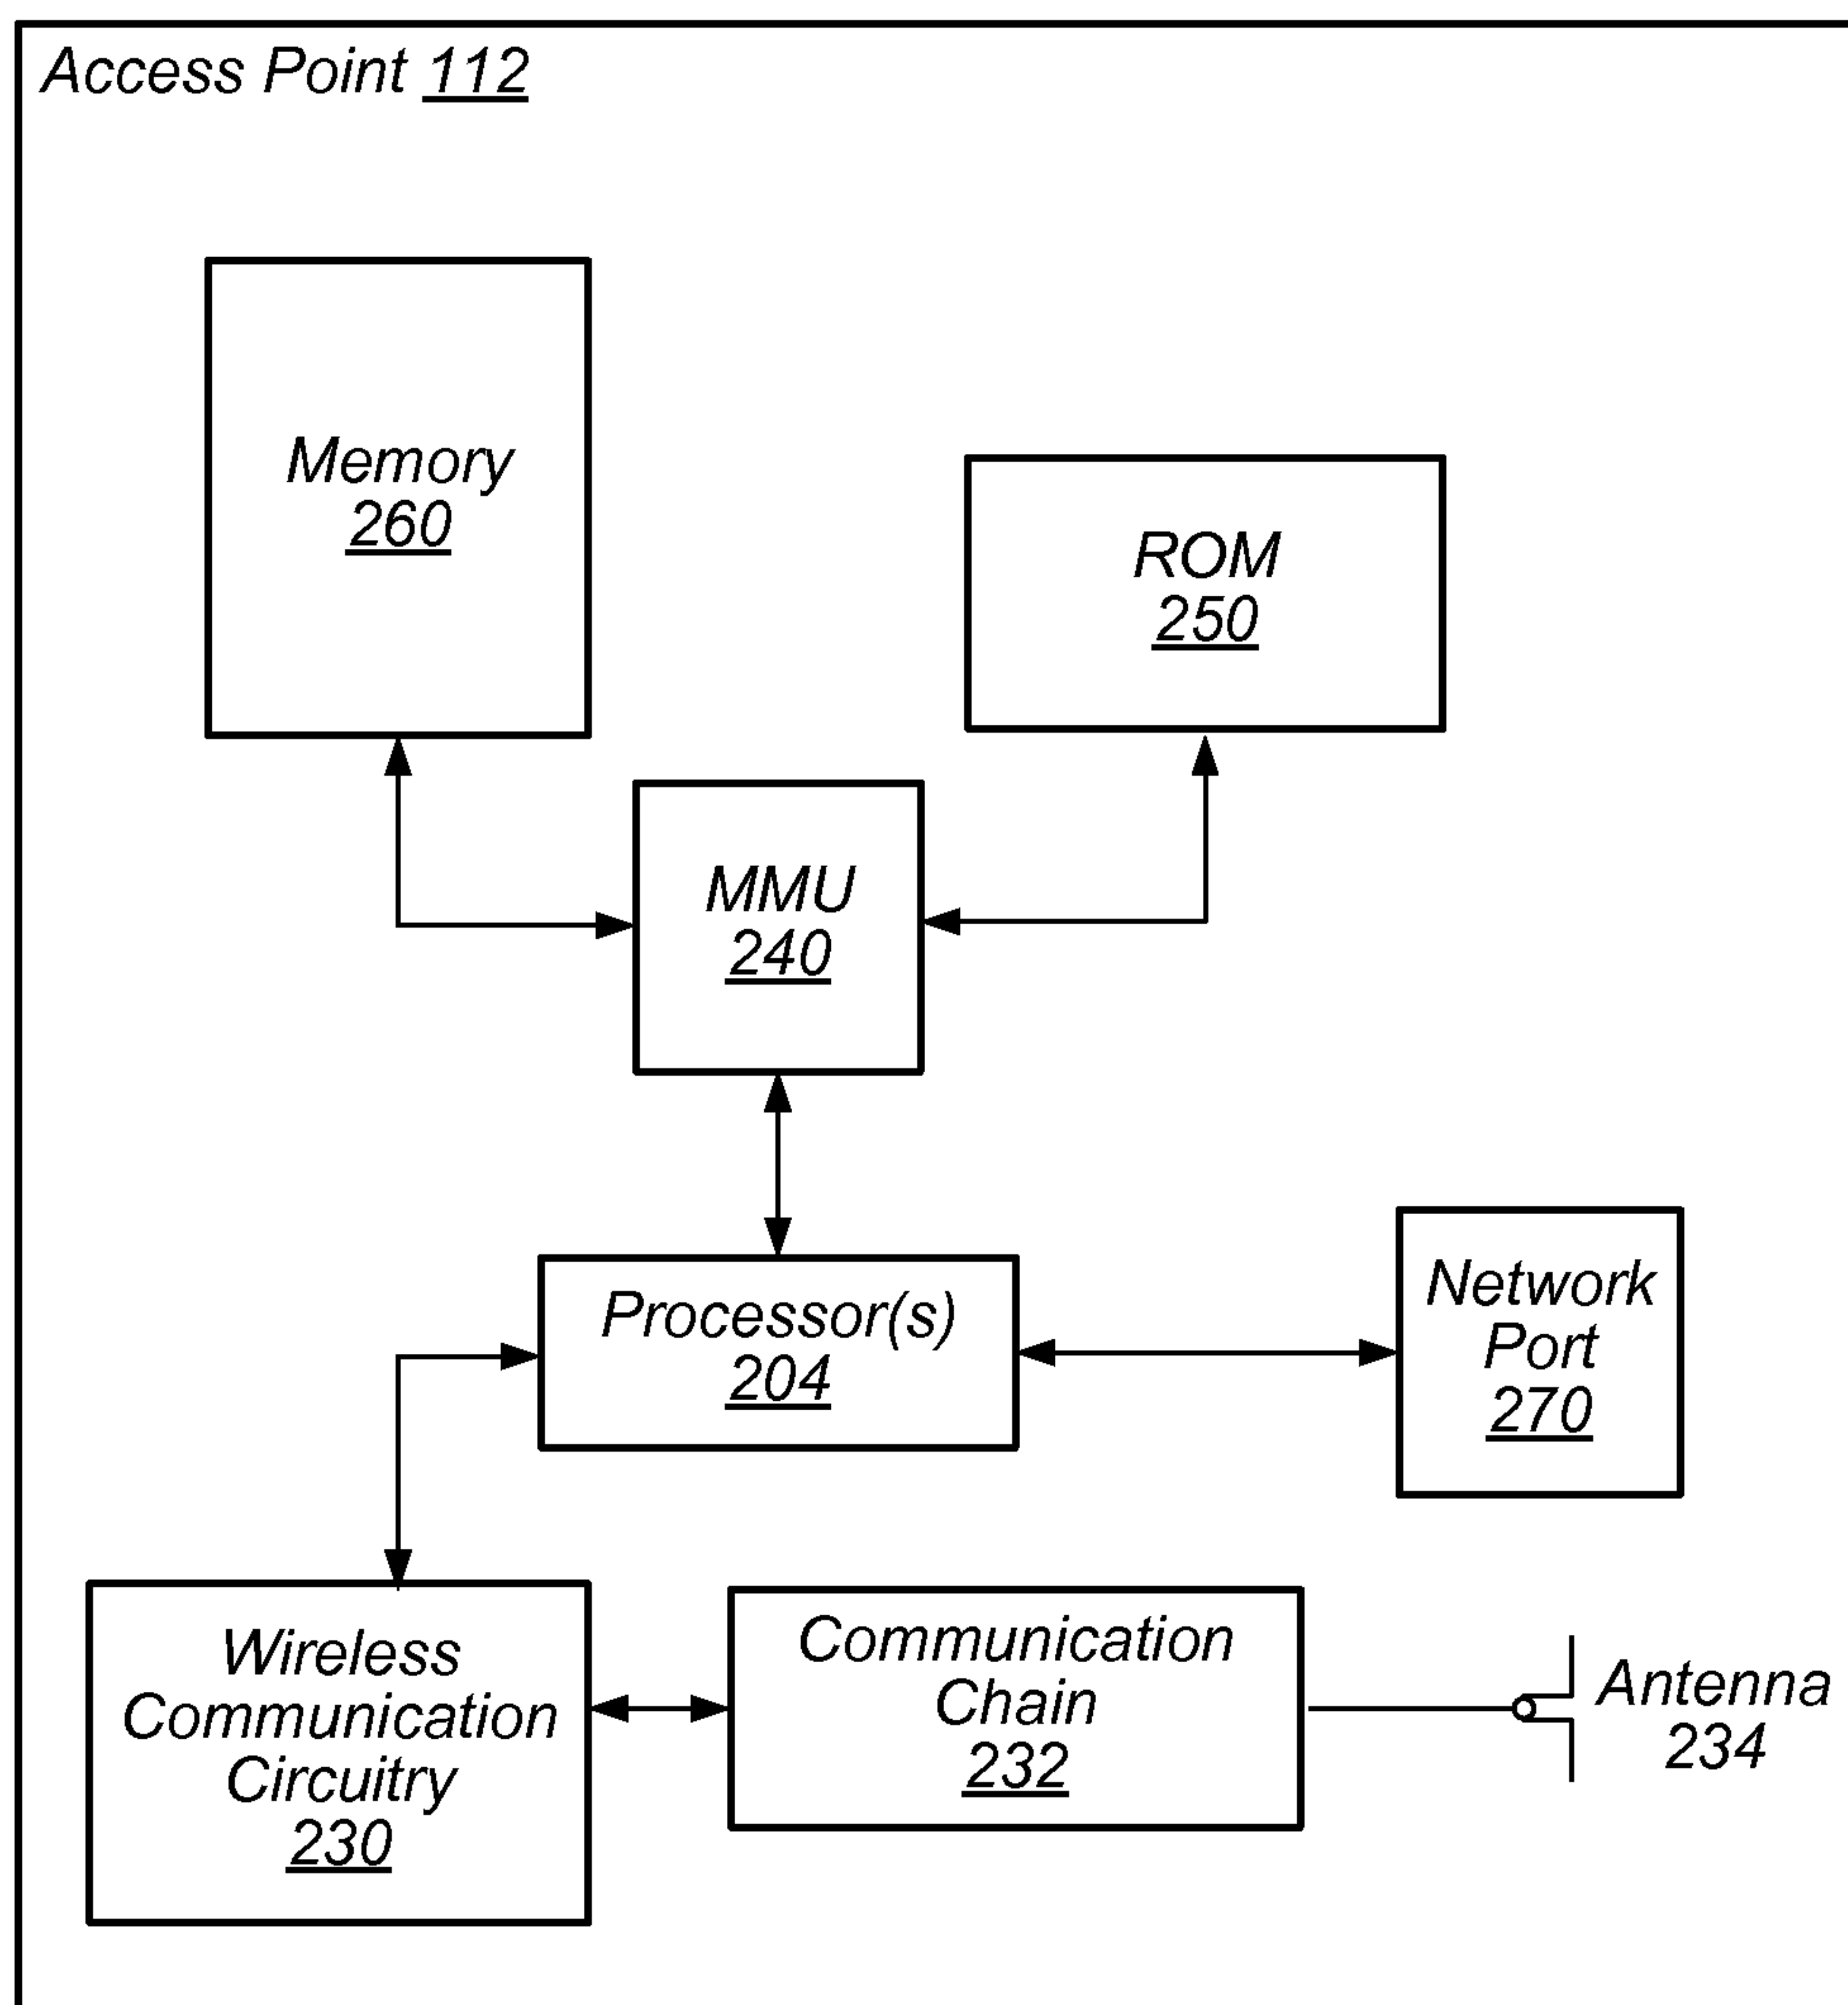 Access Point 112
Memory
260
ROM
250
MMU
240
Processor(s)
204
Network
Port
270
Wireless
Communication
Circuitry
230
Communication
Chain
232
Antenna
234